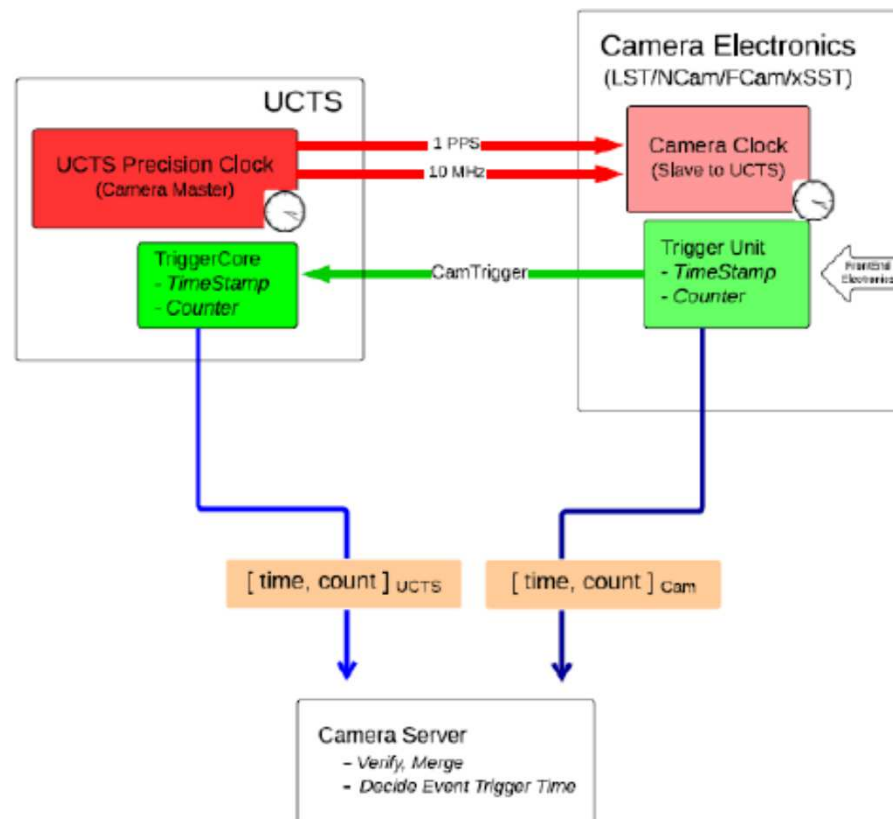 UCTS
UCTS Precision Clock
(Camera Master)
TriggerCore
- TimeStamp
- Counter
1 PPS
10 MHz
CamTrigger
Camera Electronics
(LST/NCam/FCam/xSST)
Camera Clock
(Slave to UCTS)
Trigger Unit
- TimeStamp
- Counter
FrontEnd
Electronics
[ time, count ] UCTS
[ time, count ] Cam
Camera Server
- Verify, Merge
- Decide Event Trigger Time